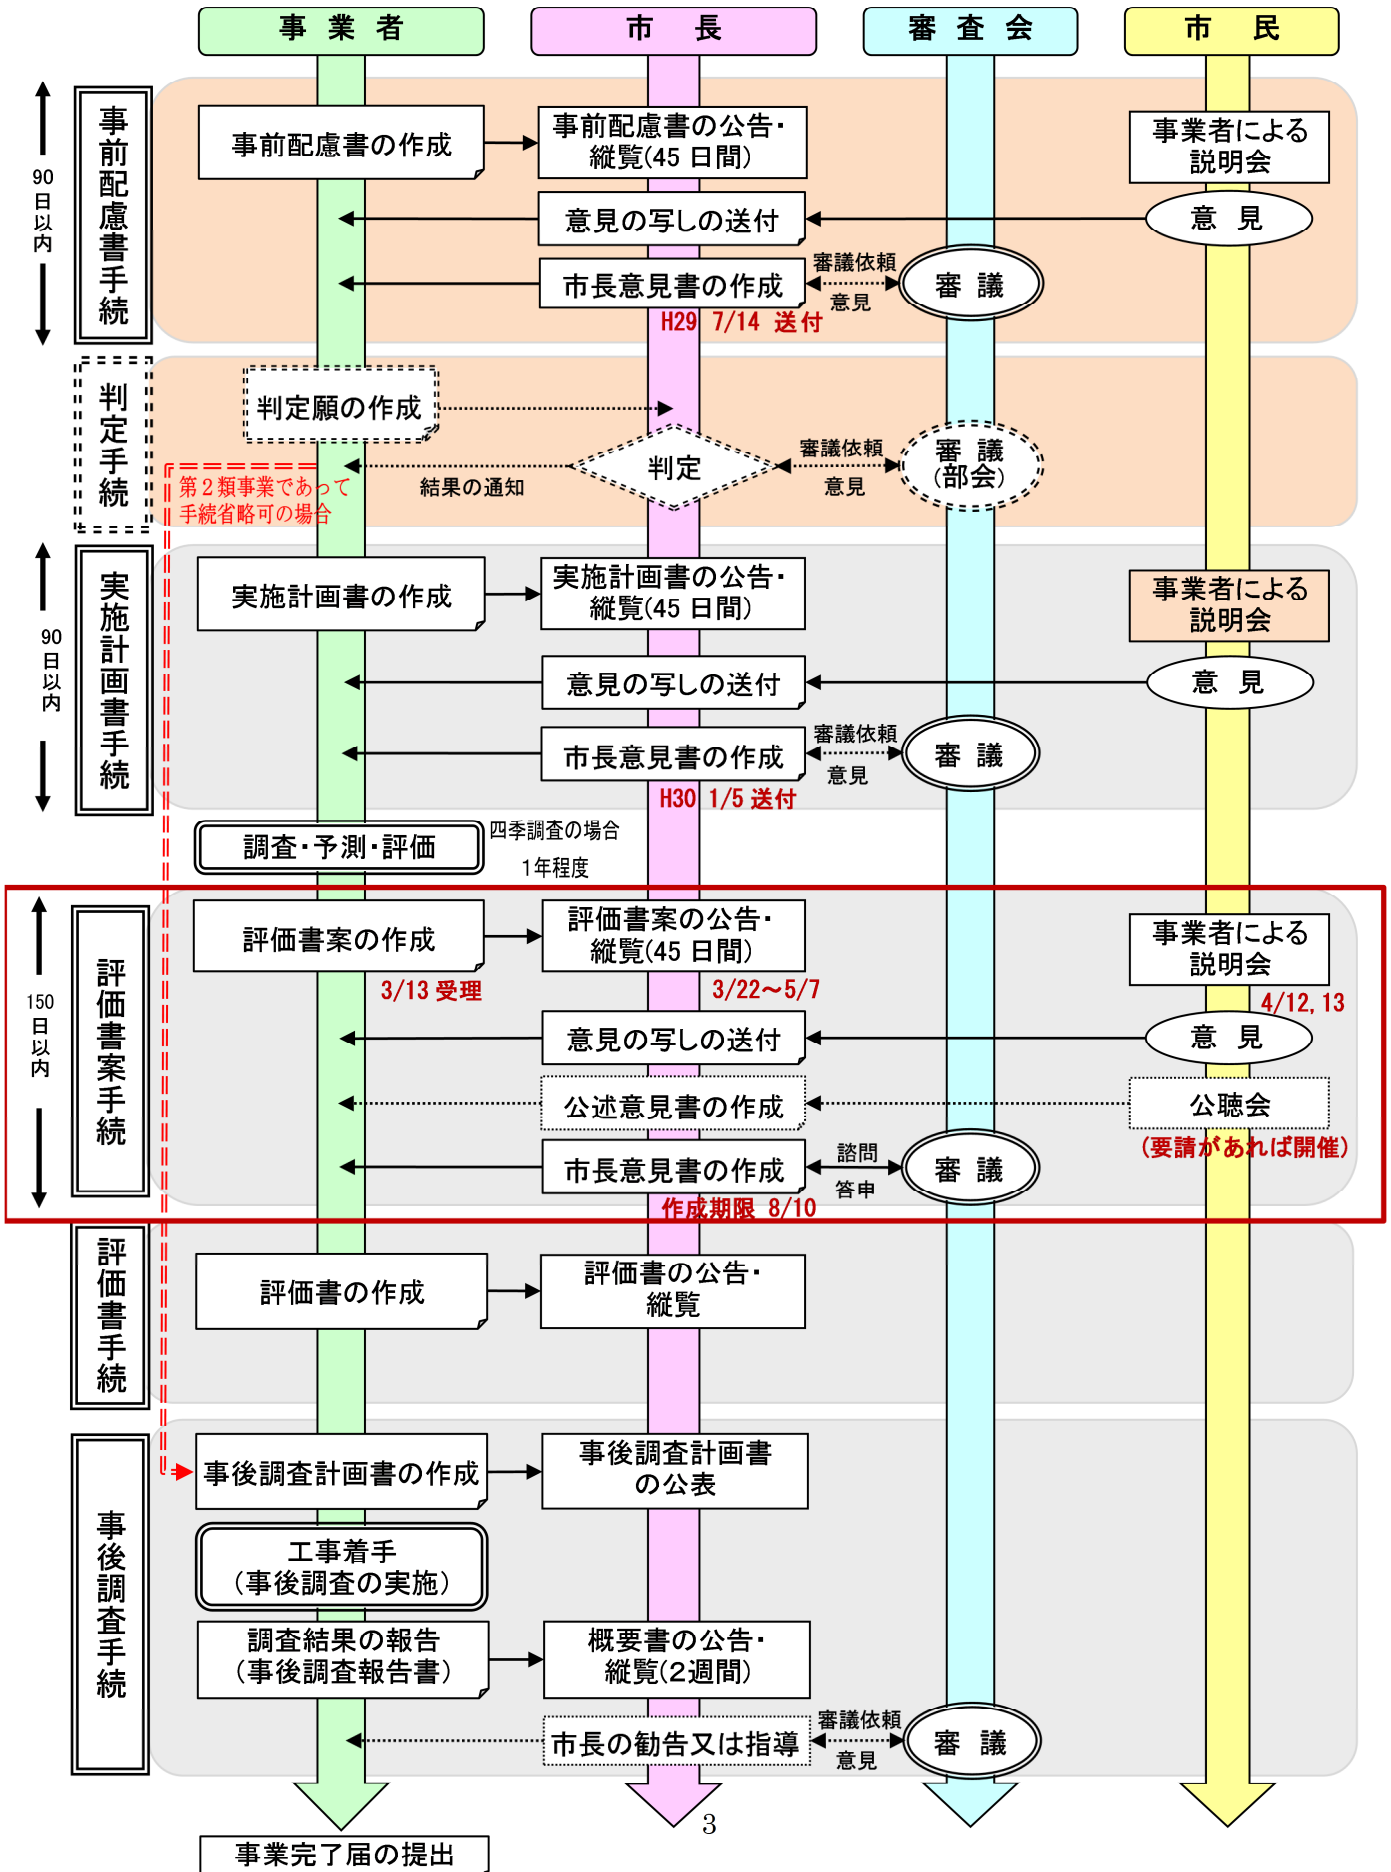 事業者
市長
審査会
市民
90
日
以
内
事前配慮書手続
事前配慮書の作成
事前配慮書の公告・
縦覧(45日間)
事業者による
説明会
意見の写しの送付
意見
市長意見書の作成
審議依頼
意見
審議
H29 7/14 送付
判定手続
判定願の作成
判定
審議依頼
意見
審議
(部会)
結果の通知
第2類事業であって
手続省略可の場合
90
日
以
内
実施計画書手続
実施計画書の作成
実施計画書の公告・
縦覧(45日間)
事業者による
説明会
意見の写しの送付
意見
市長意見書の作成
審議依頼
意見
審議
H30 1/5 送付
調査・予測・評価
四季調査の場合
1年程度
150
日
以
内
評価書案手続
評価書案の作成
評価書案の公告・
縦覧(45日間)
事業者による
説明会
3/13 受理
3/22～5/7
4/12, 13
意見の写しの送付
意見
公述意見書の作成
公聴会
(要請があれば開催)
市長意見書の作成
諮問
答申
審議
作成期限 8/10
評価書手続
評価書の作成
評価書の公告・
縦覧
事後調査手続
事後調査計画書の作成
事後調査計画書
の公表
工事着手
(事後調査の実施)
調査結果の報告
(事後調査報告書)
概要書の公告・
縦覧(2週間)
市長の勧告又は指導
審議依頼
意見
審議
3
事業完了届の提出